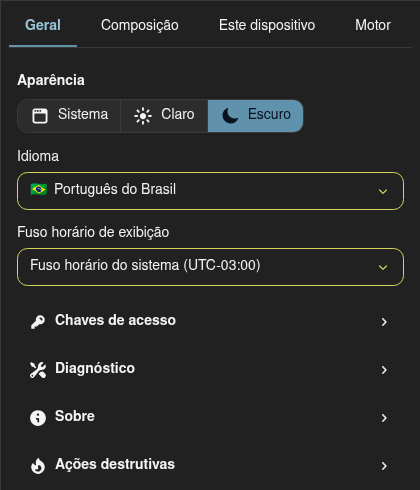 Geral Composição Este dispositivo Motor
Aparência
Sistema Claro Escuro
Idioma
Português do Brasil
Fuso horário de exibição
Fuso horário do sistema (UTC-03:00)
Chaves de acesso
Diagnóstico
Sobre
Ações destrutivas